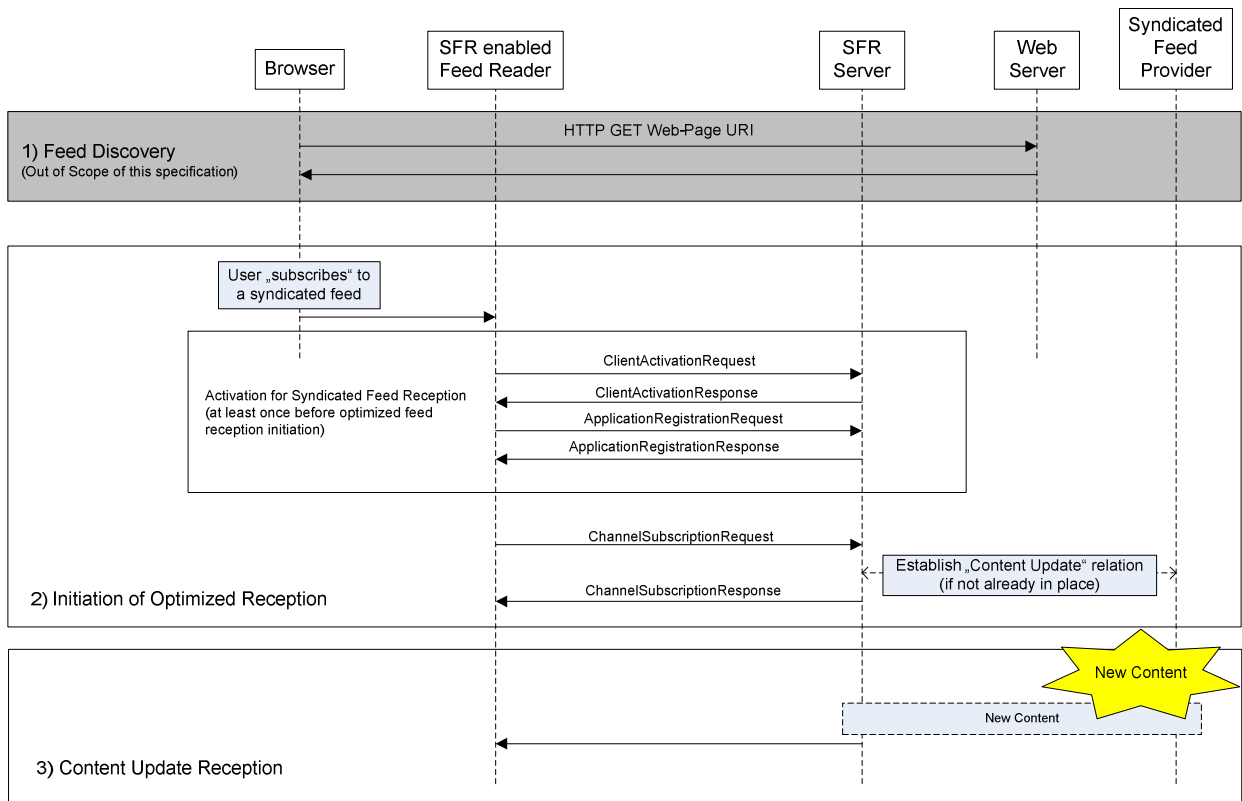 Browser
SFR enabled
Feed Reader
SFR
Server
Web
Server
Syndicated
Feed
Provider
HTTP GET Web-Page URI
1) Feed Discovery
(Out of Scope of this specification)
User „subscribes“ to
a syndicated feed
ClientActivationRequest
Activation for Syndicated Feed Reception
(at least once before optimized feed
reception initiation)
ClientActivationResponse
ApplicationRegistrationRequest
ApplicationRegistrationResponse
ChannelSubscriptionRequest
Establish „Content Update“ relation
(if not already in place)
ChannelSubscriptionResponse
2) Initiation of Optimized Reception
New Content
New Content
3) Content Update Reception